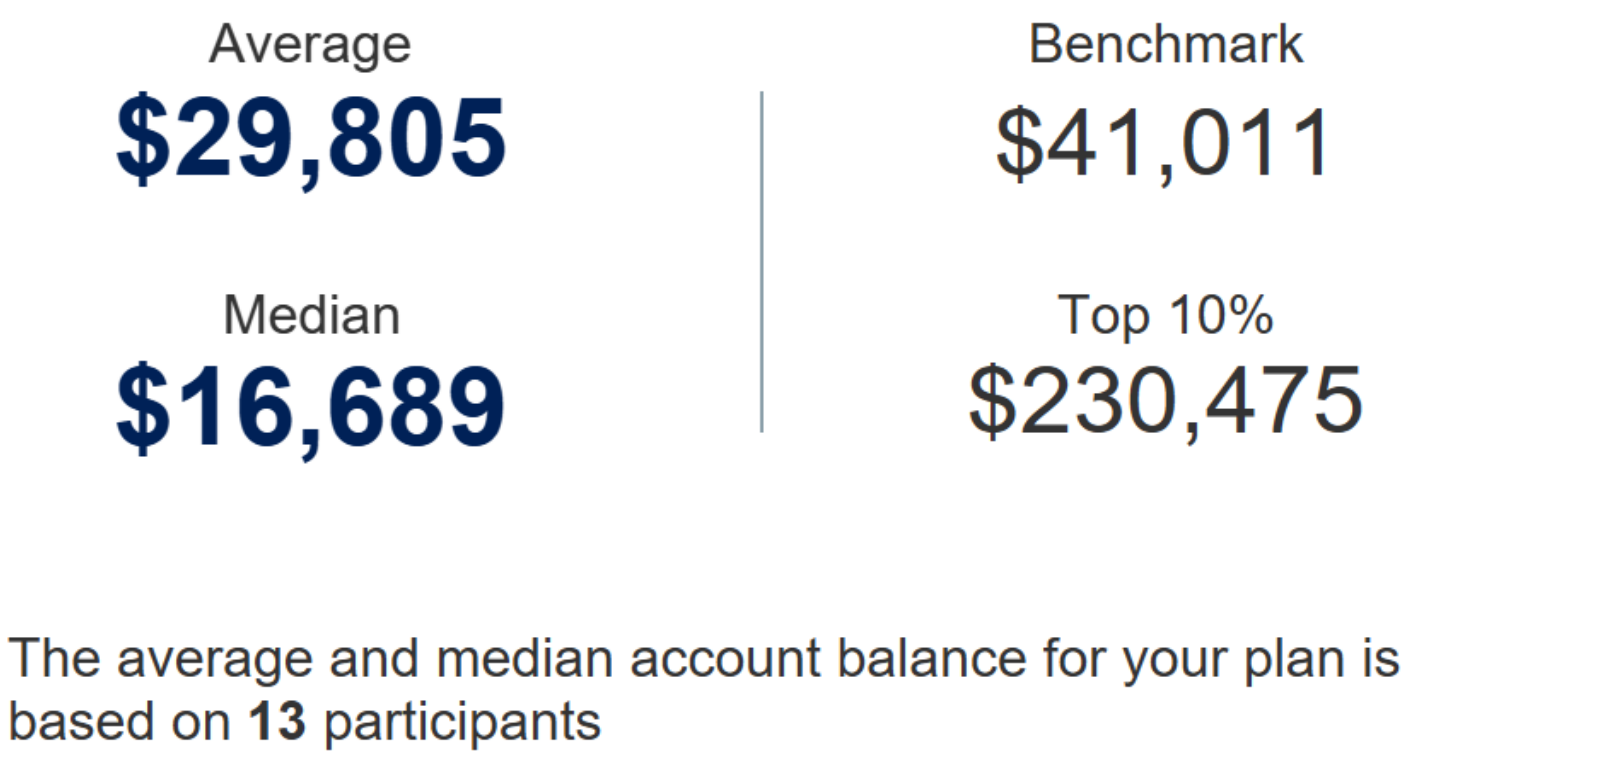 Average
$29,805
Benchmark
$41,011
Median
$16,689
Top 10%
$230,475
The average and median account balance for your plan is
based on 13 participants